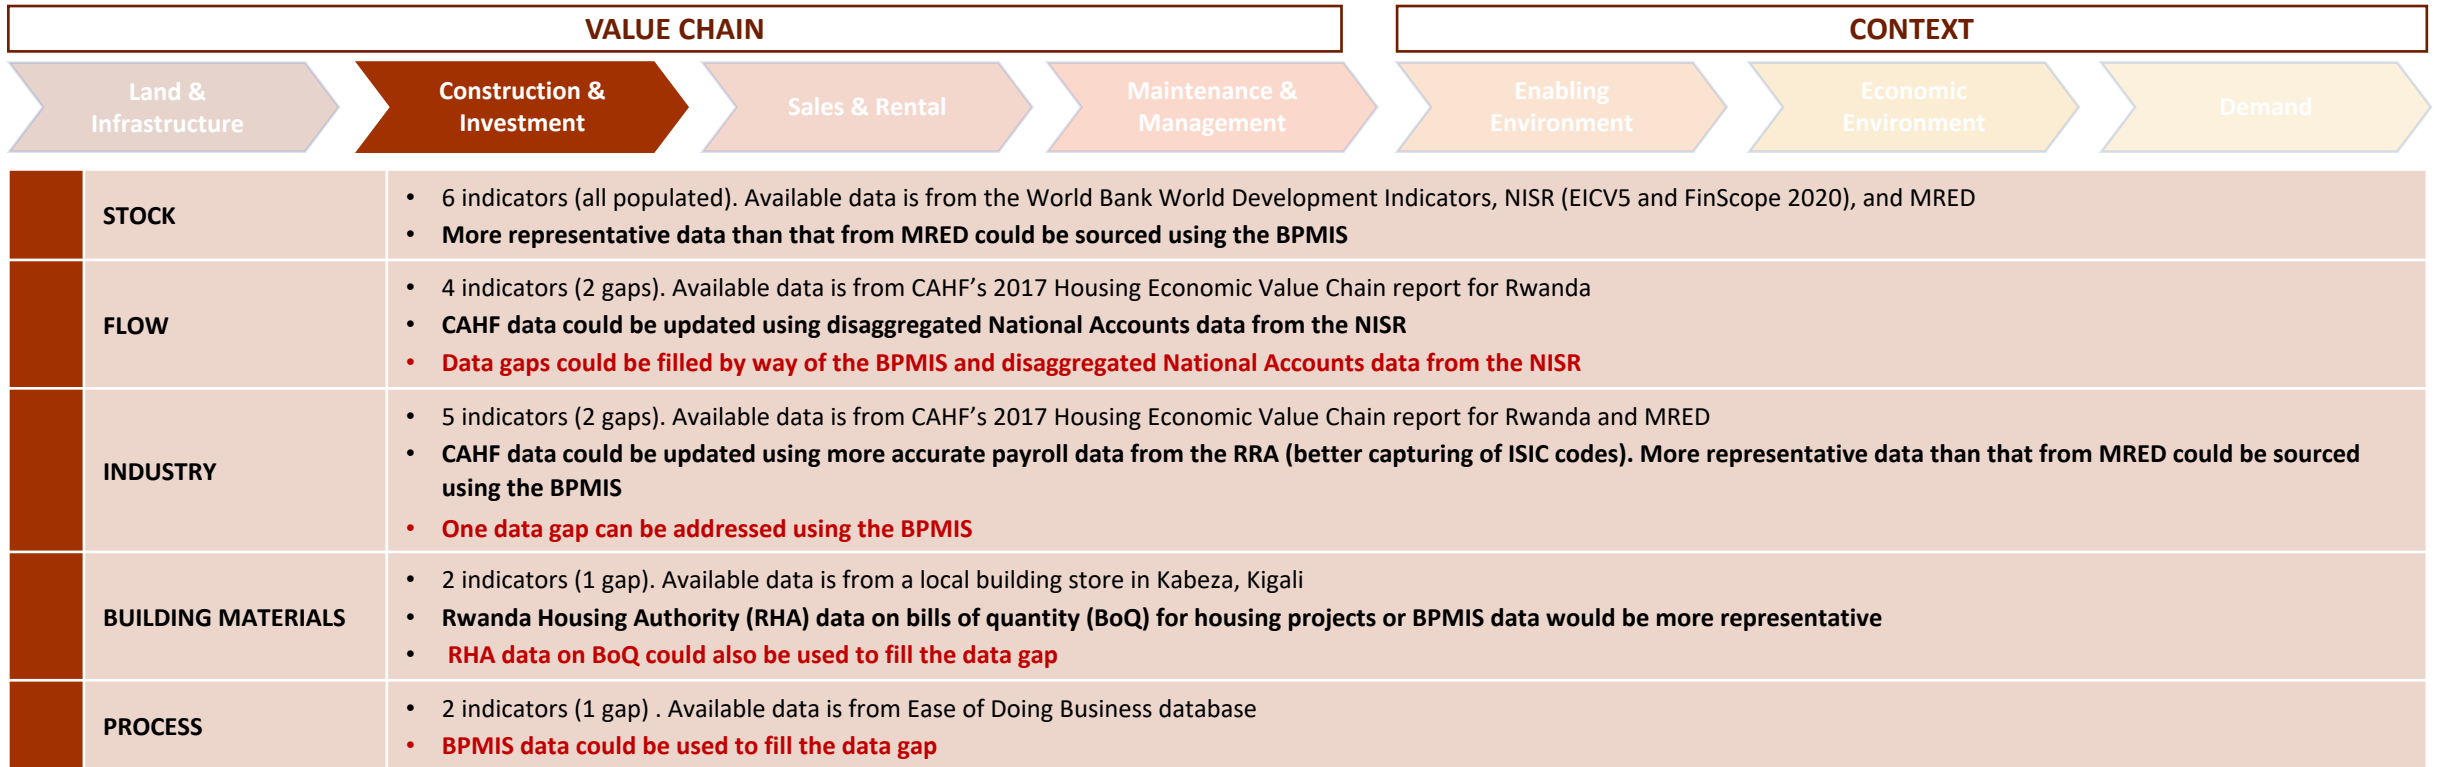 VALUE CHAIN
CONTEXT
Land &
Infrastructure
Construction &
Investment
Sales & Rental
Maintenance &
Management
Enabling
Environment
Economic
Environment
Demand
STOCK
• 6 indicators (all populated). Available data is from the World Bank World Development Indicators, NISR (EICV5 and FinScope 2020), and MRED
• More representative data than that from MRED could be sourced using the BPMIS
FLOW
• 4 indicators (2 gaps). Available data is from CAHF’s 2017 Housing Economic Value Chain report for Rwanda
• CAHF data could be updated using disaggregated National Accounts data from the NISR
• Data gaps could be filled by way of the BPMIS and disaggregated National Accounts data from the NISR
INDUSTRY
• 5 indicators (2 gaps). Available data is from CAHF’s 2017 Housing Economic Value Chain report for Rwanda and MRED
• CAHF data could be updated using more accurate payroll data from the RRA (better capturing of ISIC codes). More representative data than that from MRED could be sourced
using the BPMIS
• One data gap can be addressed using the BPMIS
BUILDING MATERIALS
• 2 indicators (1 gap). Available data is from a local building store in Kabeza, Kigali
• Rwanda Housing Authority (RHA) data on bills of quantity (BoQ) for housing projects or BPMIS data would be more representative
• RHA data on BoQ could also be used to fill the data gap
PROCESS
• 2 indicators (1 gap) . Available data is from Ease of Doing Business database
• BPMIS data could be used to fill the data gap